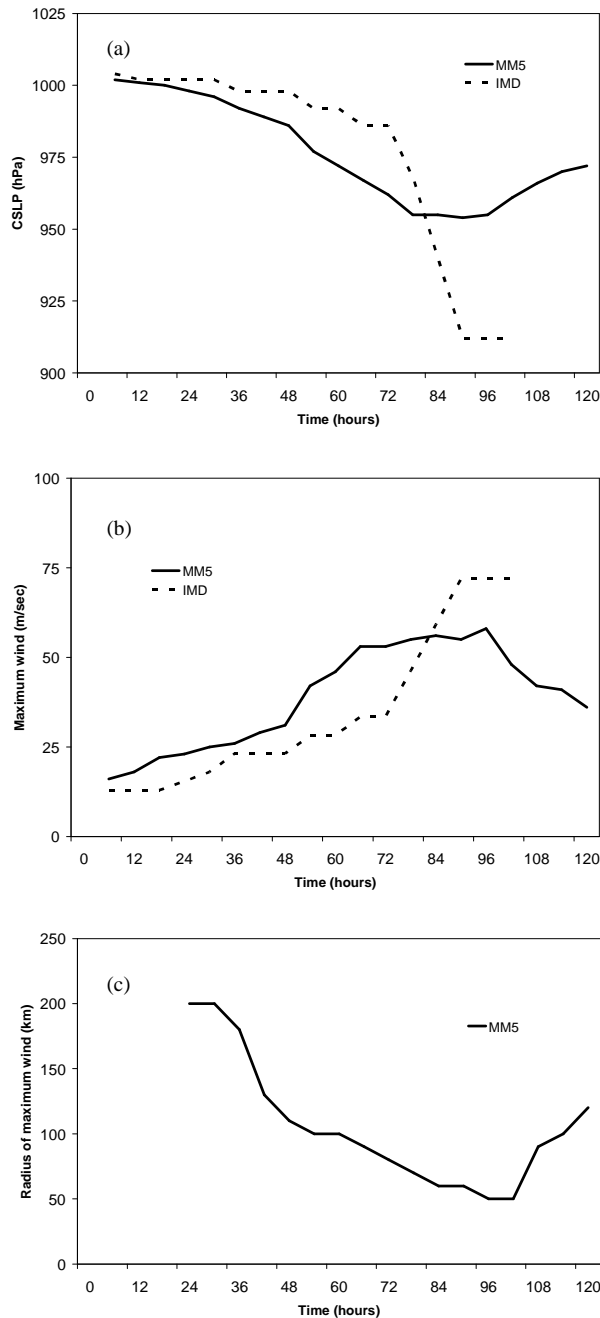 (a)
MM5
IMD
1025
1000
975
950
925
900
CSLP (hPa)
0 12 24 36 48 60 72 84 96 108 120
Time (hours)
(b)
MM5
IMD
100
75
50
25
0
Maximum wind (m/sec)
0 12 24 36 48 60 72 84 96 108 120
Time (hours)
(c)
MM5
250
200
150
100
50
0
Radius of maximum wind (km)
0 12 24 36 48 60 72 84 96 108 120
Time (hours)